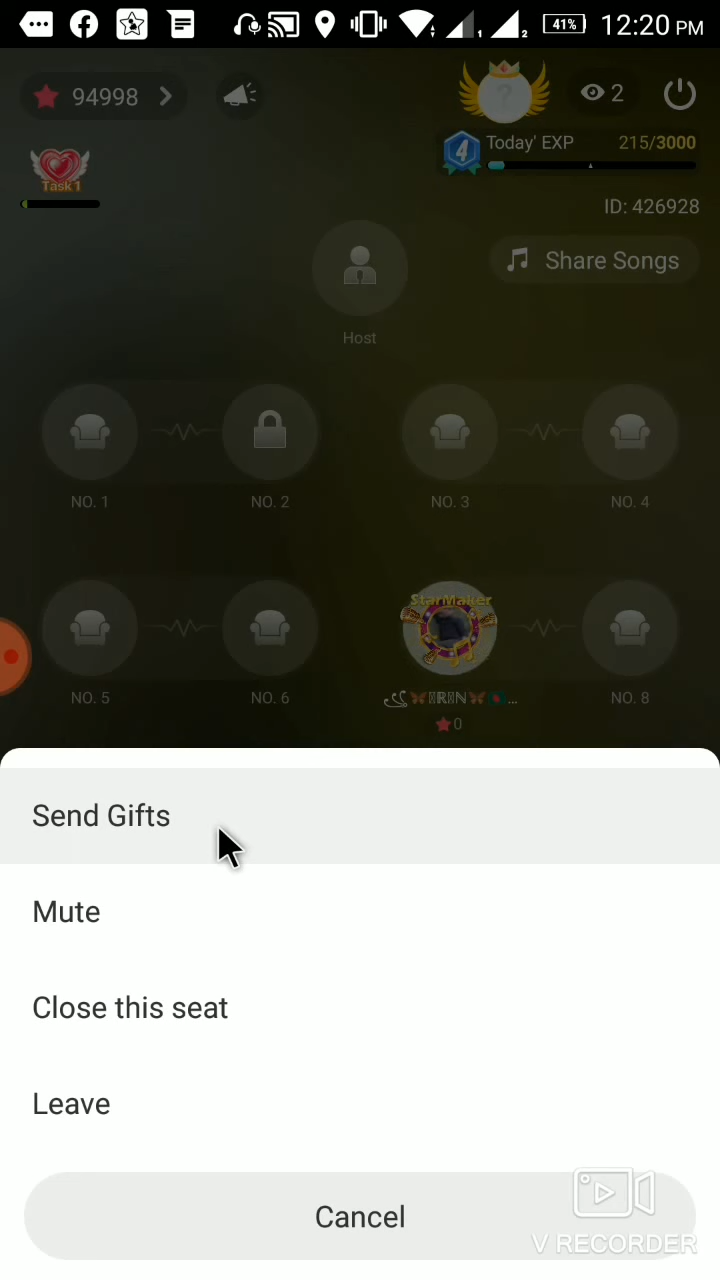 41%
12:20 PM
94998
2
4
Today' EXP
215/3000
Task 1
ID: 426928
Share Songs
Host
NO. 1
NO. 2
NO. 3
NO. 4
StarMaker
NO. 5
NO. 6
NO. 8
0
Send Gifts
Mute
Close this seat
Leave
Cancel
V RECORDER